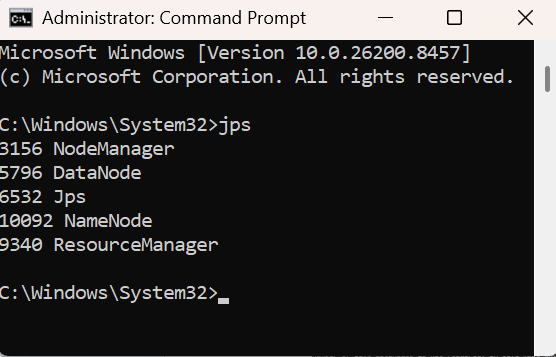 Administrator: Command Prompt
Microsoft Windows [Version 10.0.26200.8457]
(c) Microsoft Corporation. All rights reserved.
C:\Windows\System32>jps
3156 NodeManager
5796 DataNode
6532 Jps
10092 NameNode
9340 ResourceManager
C:\Windows\System32>